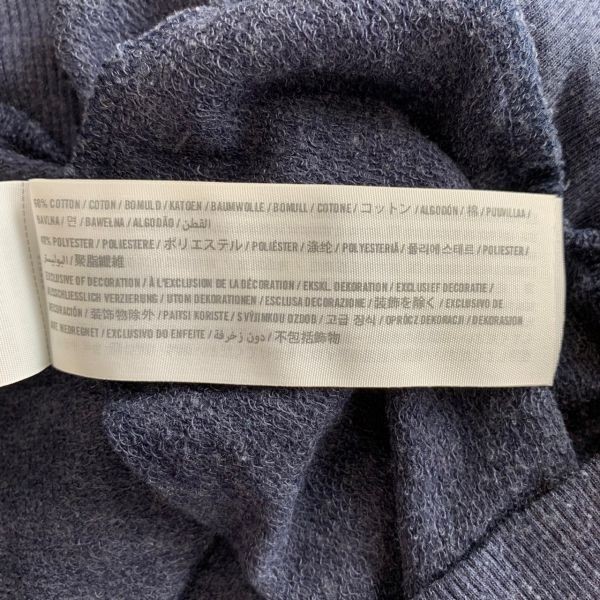 60% COTTON / COTON / BOMULD / KATOEN / BAUMWOLLE / BOMULL / COTONE / コットン / ALGODÓN / 棉 / PUUVILLAA /
BAVLNA / 면 / BAWEŁNA / ALGODÃO / القطن /
40% POLYESTER / POLIESTERE / ポリエステル / POLIÉSTER / 涤纶 / POLYESTERIÄ / 폴리에스테르 / POLIESTER /
البوليستر / 聚脂纖維
EXCLUSIVE OF DECORATION / À L'EXCLUSION DE LA DÉCORATION / EKSKL. DEKORATION / EXCLUSIEF DECORATIE /
AUSSCHLIESSLICH VERZIERUNG / UTOM DEKORATIONEN / ESCLUSA DECORAZIONE / 装飾を除く / EXCLUSIVO DE
DECORACIÓN / 装饰物除外 / PAITSI KORISTE / S VÝJIMKOU OZDOB / 고급 장식 / OPRÓCZ DEKORACJI / DEKORASJON
IKKE MEDREGNET / EXCLUSIVO DO ENFEITE / دون زخرفة / 不包括飾物